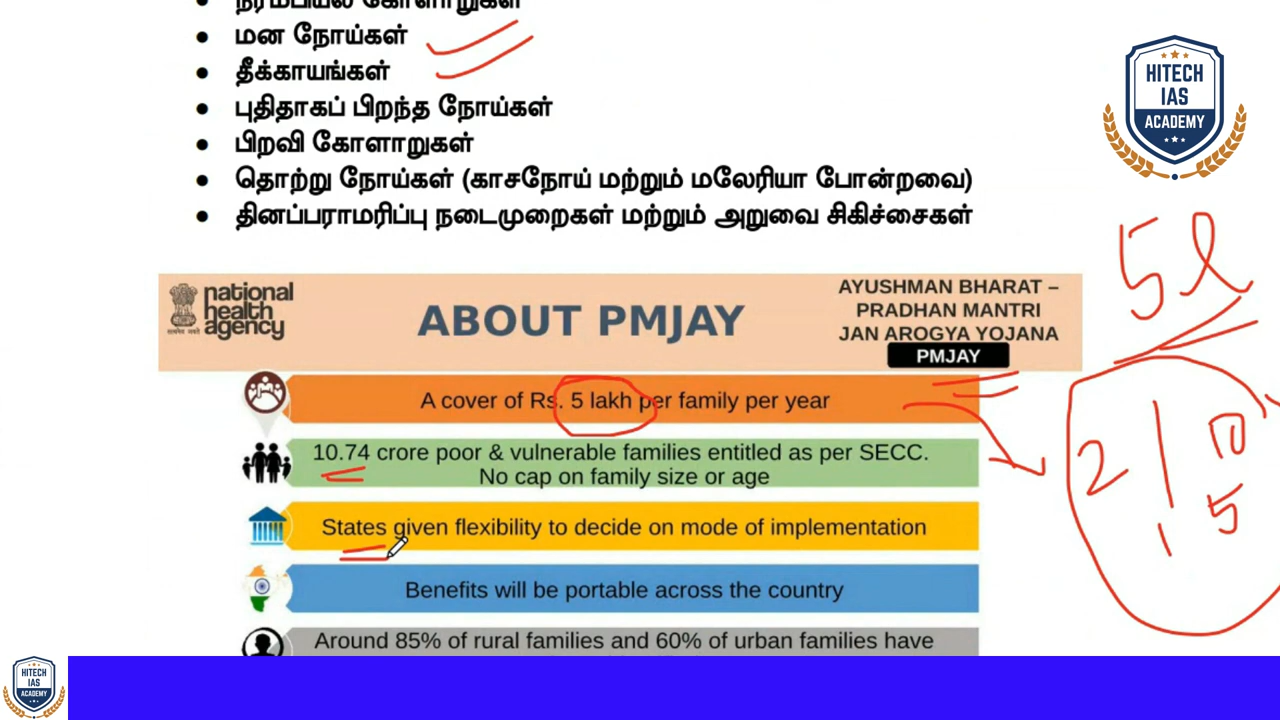 நரம்பியல் கோளாறுகள்
மன நோய்கள்
தீக்காயங்கள்
புதிதாகப் பிறந்த நோய்கள்
பிறவி கோளாறுகள்
தொற்று நோய்கள் (காசநோய் மற்றும் மலேரியா போன்றவை)
தினப்பராமரிப்பு நடைமுறைகள் மற்றும் அறுவை சிகிச்சைகள்
HITECH
IAS
ACADEMY
5 l
national
health
agency
ABOUT PMJAY
AYUSHMAN BHARAT –
PRADHAN MANTRI
JAN AROGYA YOJANA
PMJAY
A cover of Rs. 5 lakh per family per year
10.74 crore poor & vulnerable families entitled as per SECC.
No cap on family size or age
2 10
5
States given flexibility to decide on mode of implementation
Benefits will be portable across the country
Around 85% of rural families and 60% of urban families have
HITECH
IAS
ACADEMY